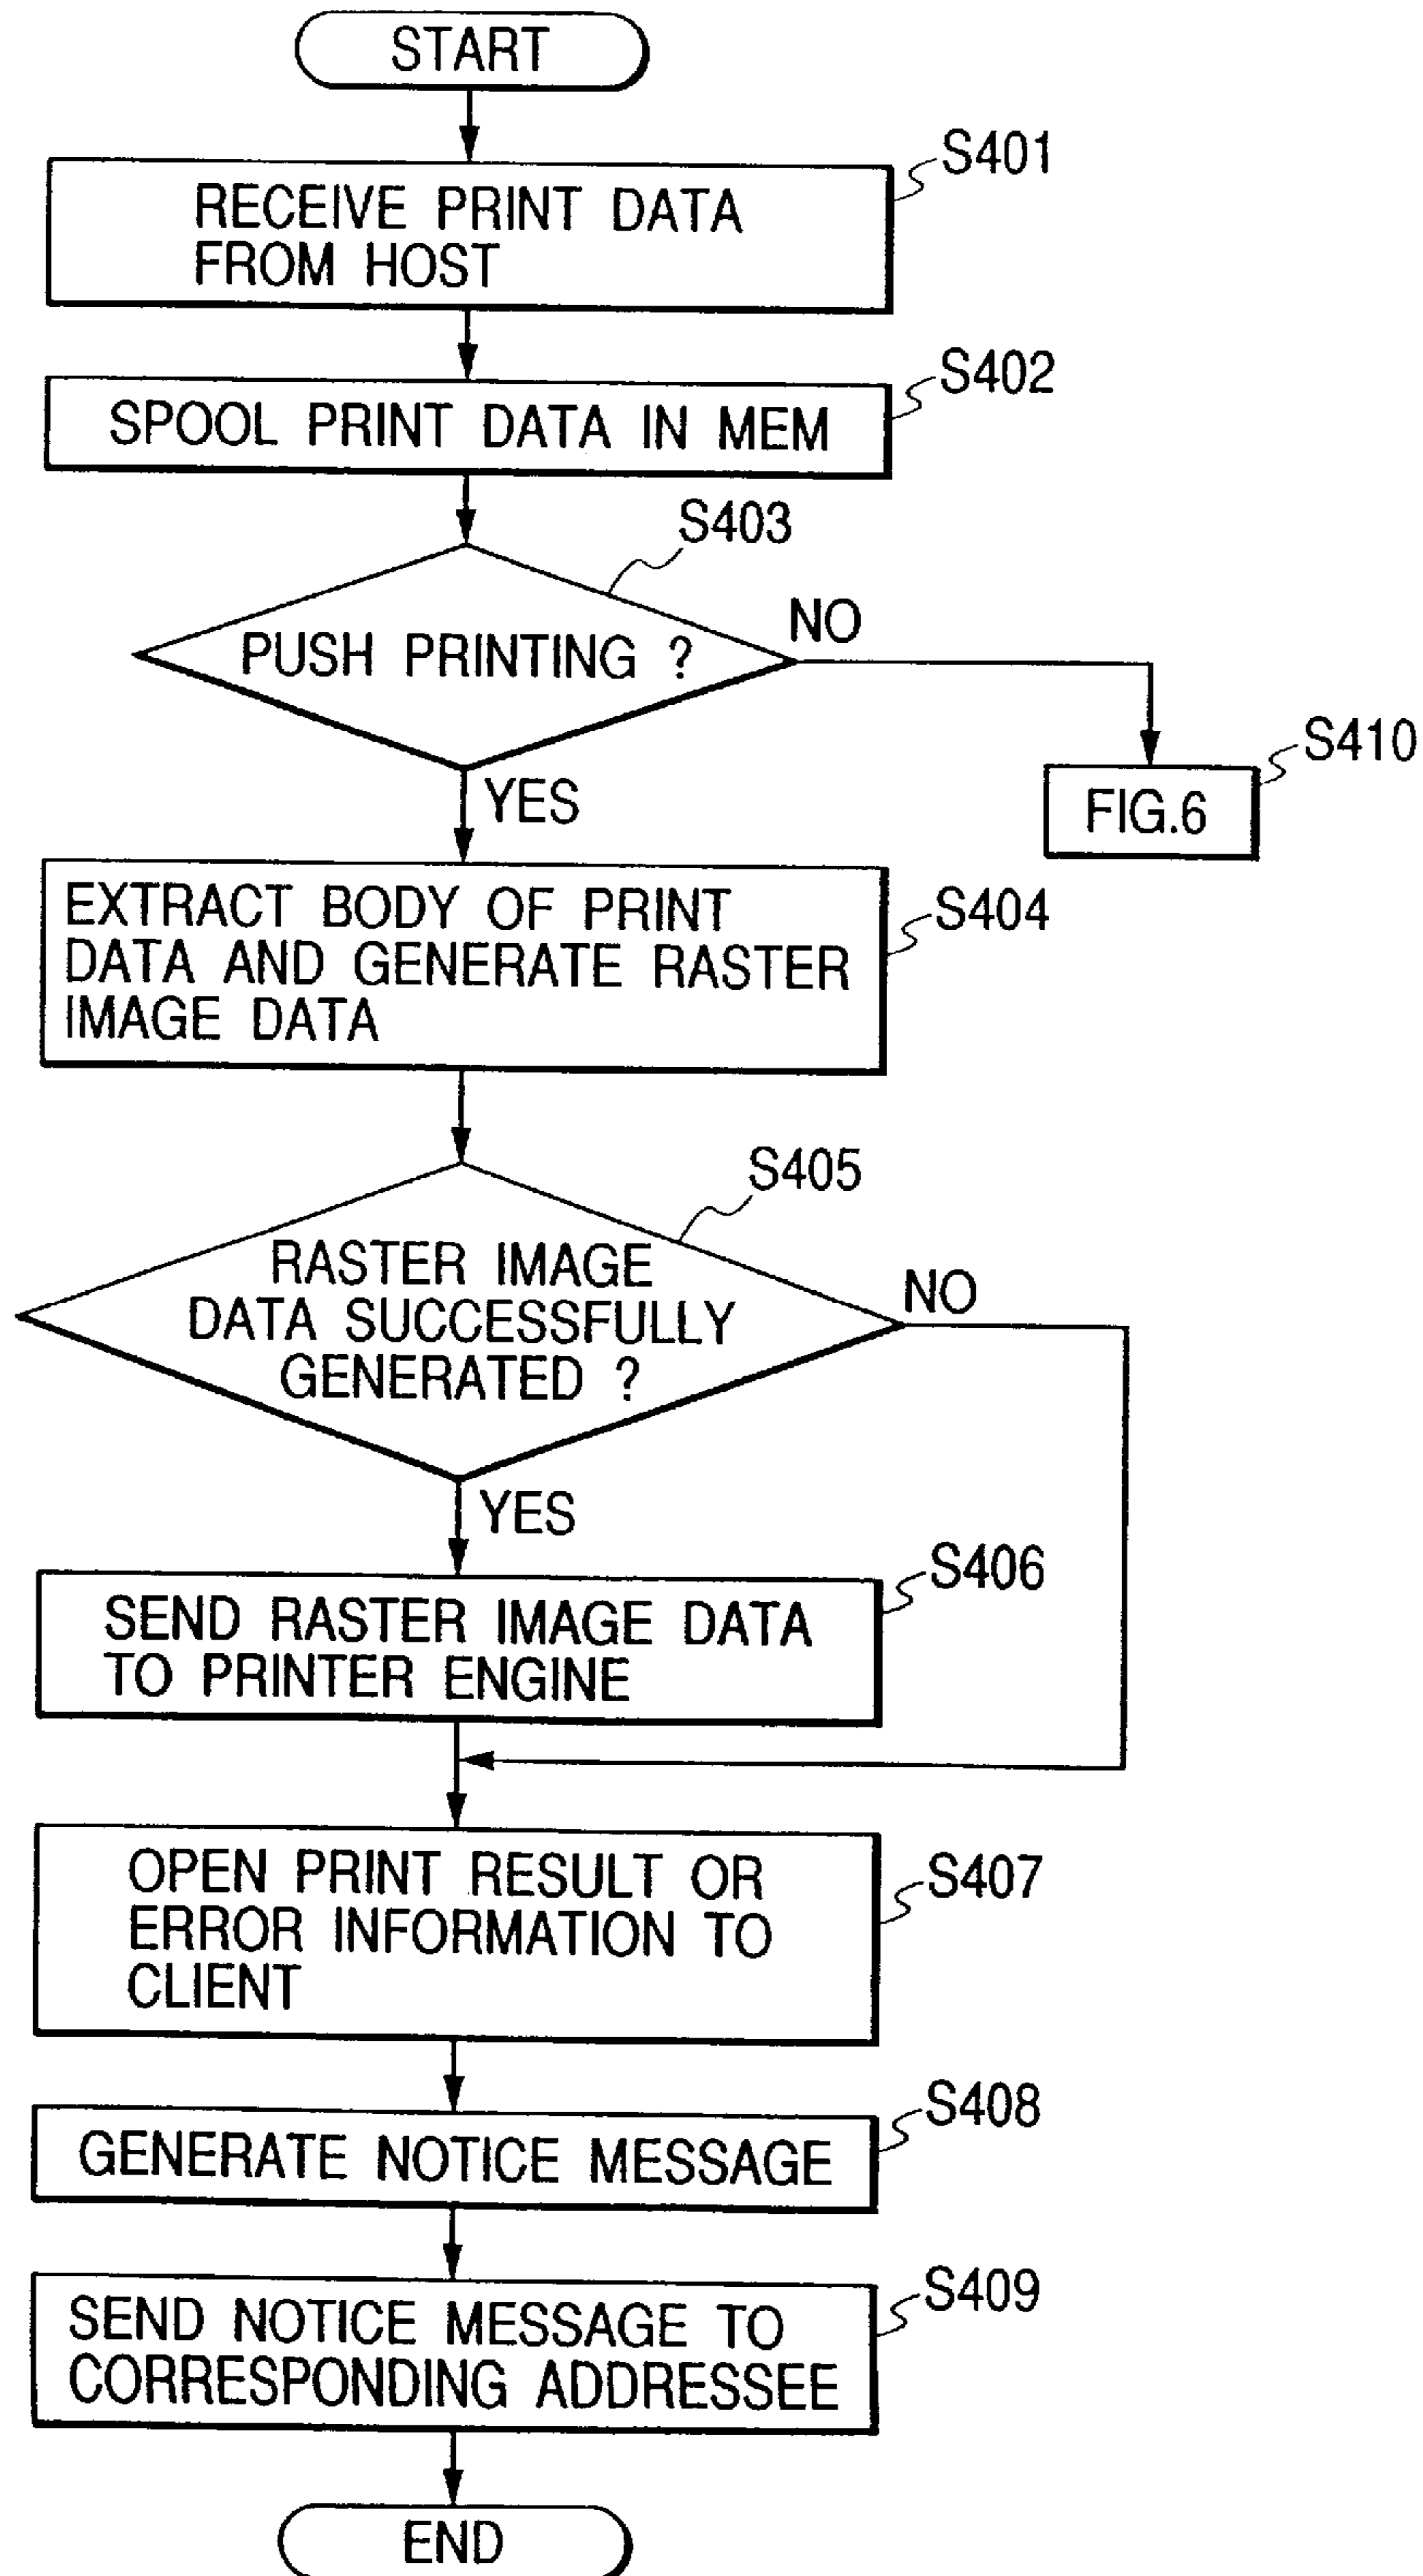 START
S401
RECEIVE PRINT DATA
FROM HOST
S402
SPOOL PRINT DATA IN MEM
S403
PUSH PRINTING ?
NO
S410
FIG.6
YES
S404
EXTRACT BODY OF PRINT
DATA AND GENERATE RASTER
IMAGE DATA
S405
RASTER IMAGE
DATA SUCCESSFULLY
GENERATED ?
NO
YES
S406
SEND RASTER IMAGE DATA
TO PRINTER ENGINE
S407
OPEN PRINT RESULT OR
ERROR INFORMATION TO
CLIENT
S408
GENERATE NOTICE MESSAGE
S409
SEND NOTICE MESSAGE TO
CORRESPONDING ADDRESSEE
END